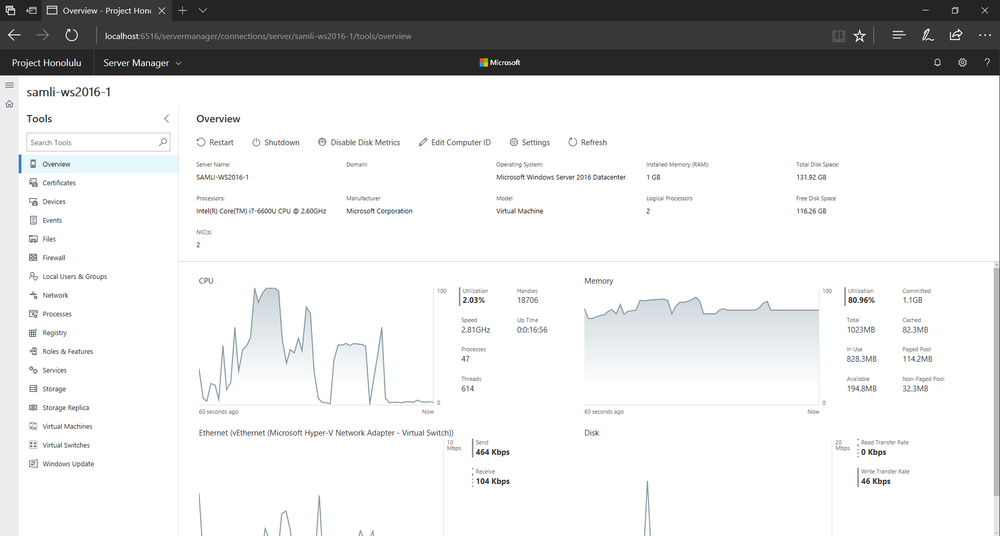 Overview - Project Hono
localhost:6516/servermanager/connections/server/samli-ws2016-1/tools/overview
Project Honolulu
Server Manager
Microsoft
?
samli-ws2016-1
Tools
Search Tools
Overview
Certificates
Devices
Events
Files
Firewall
Local Users & Groups
Network
Processes
Registry
Roles & Features
Services
Storage
Storage Replica
Virtual Machines
Virtual Switches
Windows Update
Overview
Restart
Shutdown
Disable Disk Metrics
Edit Computer ID
Settings
Refresh
Server Name:
SAMLI-WS2016-1
Domain:
Operating System:
Microsoft Windows Server 2016 Datacenter
Installed Memory (RAM):
1 GB
Total Disk Space:
131.92 GB
Processors:
Intel(R) Core(TM) i7-6600U CPU @ 2.60GHz
Manufacturer
Microsoft Corporation
Model
Virtual Machine
Logical Processors
2
Free Disk Space
116.26 GB
NIC(s)
2
CPU
100
0
60 seconds ago
Now
Utilization
2.03%
Handles
18706
Speed
2.81GHz
Up Time
0:0:16:56
Processes
47
Threads
614
Memory
100
0
60 seconds ago
Now
Utilization
80.96%
Committed
1.1GB
Total
1023MB
Cached
82.3MB
In Use
828.3MB
Paged Pool
114.2MB
Available
194.8MB
Non-Paged Pool
32.3MB
Ethernet (vEthernet (Microsoft Hyper-V Network Adapter - Virtual Switch))
10
Mbps
Send
464 Kbps
Receive
104 Kbps
Disk
20
Mbps
Read Transfer Rate
0 Kbps
Write Transfer Rate
46 Kbps